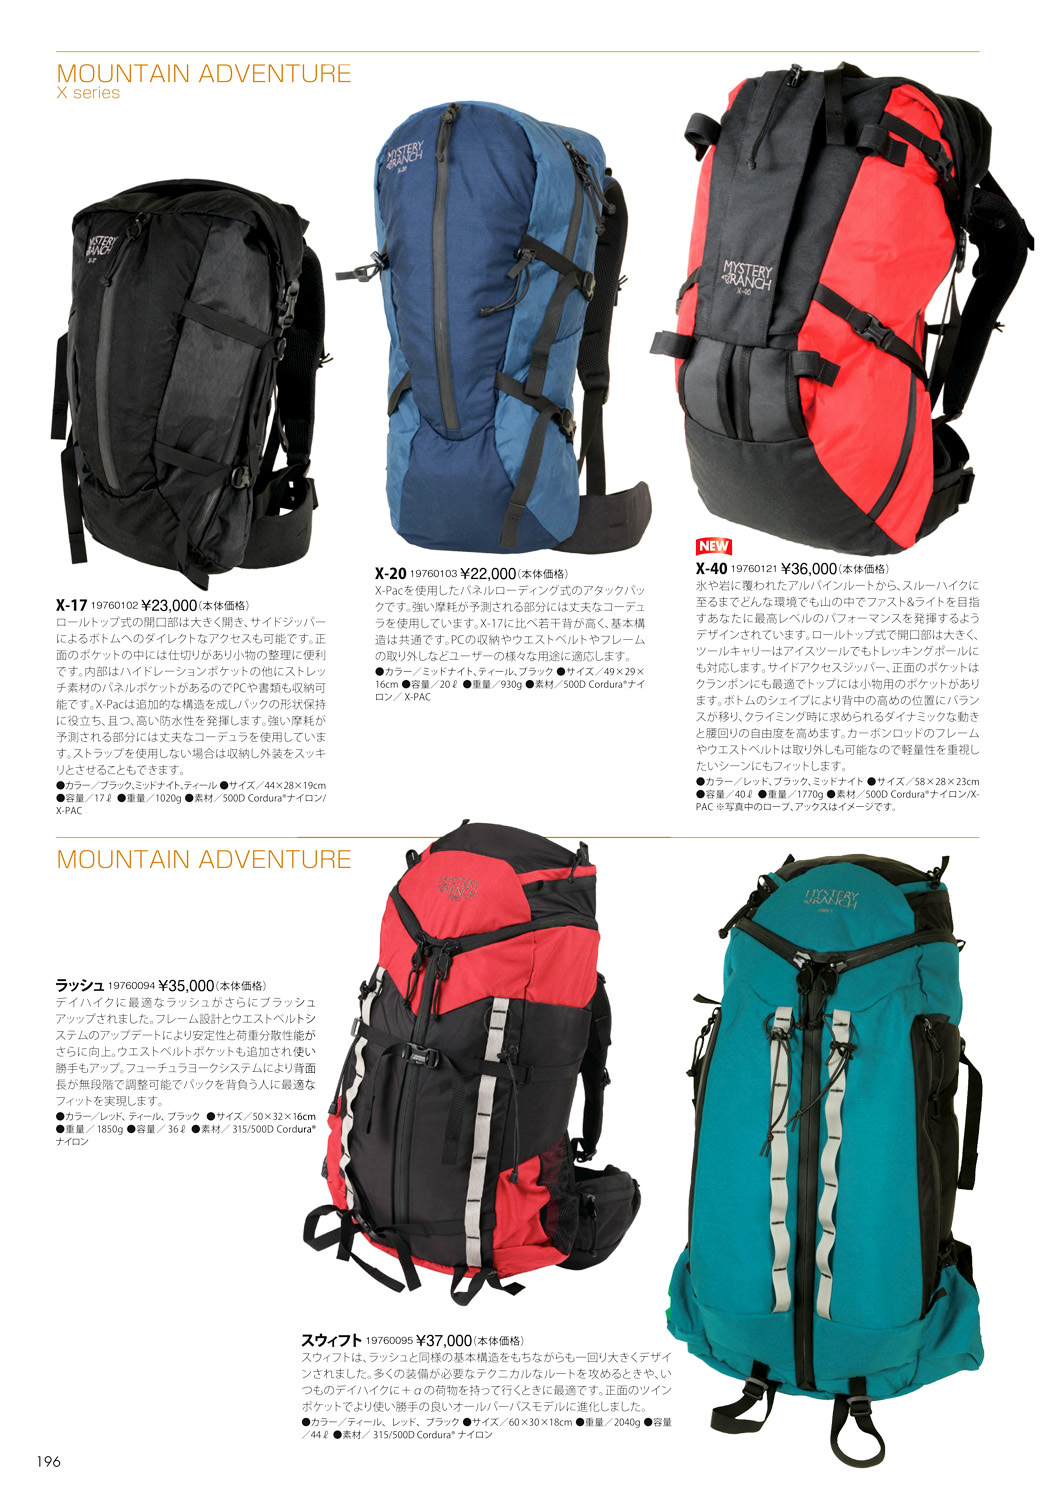 MOUNTAIN ADVENTURE
X series
MYSTERY
RANCH
X-17
MYSTERY
RANCH
X-20
MYSTERY
RANCH
X-40
X-17 19760102 ¥23,000(本体価格)
ロールトップ式の開口部は大きく開き、サイドジッパー
によるボトムへのダイレクトなアクセスも可能です。正
面のポケットの中には仕切りがあり小物の整理に便利
です。内部はハイドレーションポケットの他にストレッ
チ素材のパネルポケットがあるのでPCや書類も収納可
能です。X-Pacは追加的な構造を成しパックの形状保持
に役立ち、且つ、高い防水性を発揮します。強い摩耗が
予測される部分には丈夫なコーデュラを使用していま
す。ストラップを使用しない場合は収納し外装をスッキ
リとさせることもできます。
●カラー／ブラック、ミッドナイト、ティール ●サイズ／44×28×19cm
●容量／17ℓ ●重量／1020g ●素材／500D Cordura®ナイロン/
X-PAC
X-20 19760103 ¥22,000(本体価格)
X-Pacを使用したパネルローディング式のアタックパッ
クです。強い摩耗が予測される部分には丈夫なコーデュ
ラを使用しています。X-17に比べ若干背が高く、基本構
造は共通です。PCの収納やウエストベルトやフレーム
の取り外しなどユーザーの様々な用途に適応します。
●カラー／ミッドナイト、ティール、ブラック ●サイズ／49×29×
16cm ●容量／20ℓ ●重量／930g ●素材／500D Cordura®ナイ
ロン／ X-PAC
NEW
X-40 19760121 ¥36,000(本体価格)
氷や岩に覆われたアルパインルートから、スルーハイクに
至るまでどんな環境でも山の中でファスト&ライトを目指
すあなたに最高レベルのパフォーマンスを発揮するよう
デザインされています。ロールトップ式で開口部は大きく、
ツールキャリーはアイスツールでもトレッキングポールに
も対応します。サイドアクセスジッパー、正面のポケットは
クランポンにも最適でトップには小物用のポケットがあり
ます。ボトムのシェイプにより背中の高めの位置にバラン
スが移り、クライミング時に求められるダイナミックな動き
と腰回りの自由度を高めます。カーボンロッドのフレーム
やウエストベルトは取り外しも可能なので軽量性を重視し
たいシーンにもフィットします。
●カラー／レッド、ブラック、ミッドナイト ●サイズ／58×28×23cm
●容量／40ℓ ●重量／1770g ●素材／500D Cordura®ナイロン/X-
PAC ※写真中のロープ、アックスはイメージです。
MOUNTAIN ADVENTURE
MYSTERY
RANCH
MYSTERY
RANCH
ラッシュ 19760094 ¥35,000(本体価格)
デイハイクに最適なラッシュがさらにブラッシュ
アップされました。フレーム設計とウエストベルトシ
ステムのアップデートにより安定性と荷重分散性能が
さらに向上。ウエストベルトポケットも追加され使い
勝手もアップ。フューチュラヨークシステムにより背面
長が無段階で調整可能でパックを背負う人に最適な
フィットを実現します。
●カラー／レッド、ティール、ブラック ●サイズ／50×32×16cm
●重量／ 1850g ●容量／ 36ℓ ●素材／ 315/500D Cordura®
ナイロン
スウィフト 19760095 ¥37,000(本体価格)
スウィフトは、ラッシュと同様の基本構造をもちながらも一回り大きくデザイ
ンされました。多くの装備が必要なテクニカルなルートを攻めるときや、い
つものデイハイクに＋αの荷物を持って行くときに最適です。正面のツイン
ポケットでより使い勝手の良いオールパーパスモデルに進化しました。
●カラー／ティール、レッド、ブラック ●サイズ／60×30×18cm ●重量／2040g ●容量
／44ℓ ●素材／ 315/500D Cordura® ナイロン
196